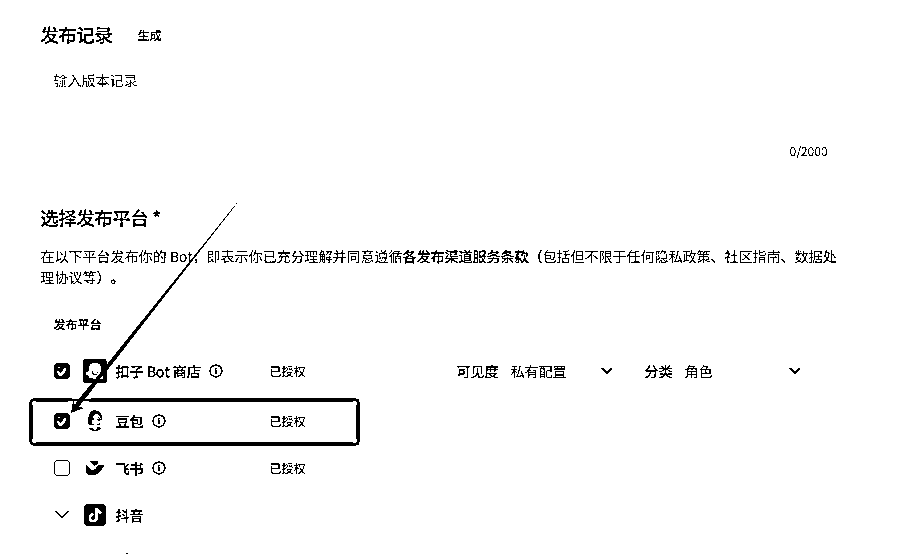 发布记录 生成
输入版本记录
0/2000
选择发布平台 *
在以下平台发布你的 Bot，即表示你已充分理解并同意遵循各发布渠道服务条款（包括但不限于任何隐私政策、社区指南、数据处
理协议等）。
发布平台
扣子 Bot 商店 已授权 可见度 私有配置 分类 角色
豆包 已授权
飞书 已授权
抖音